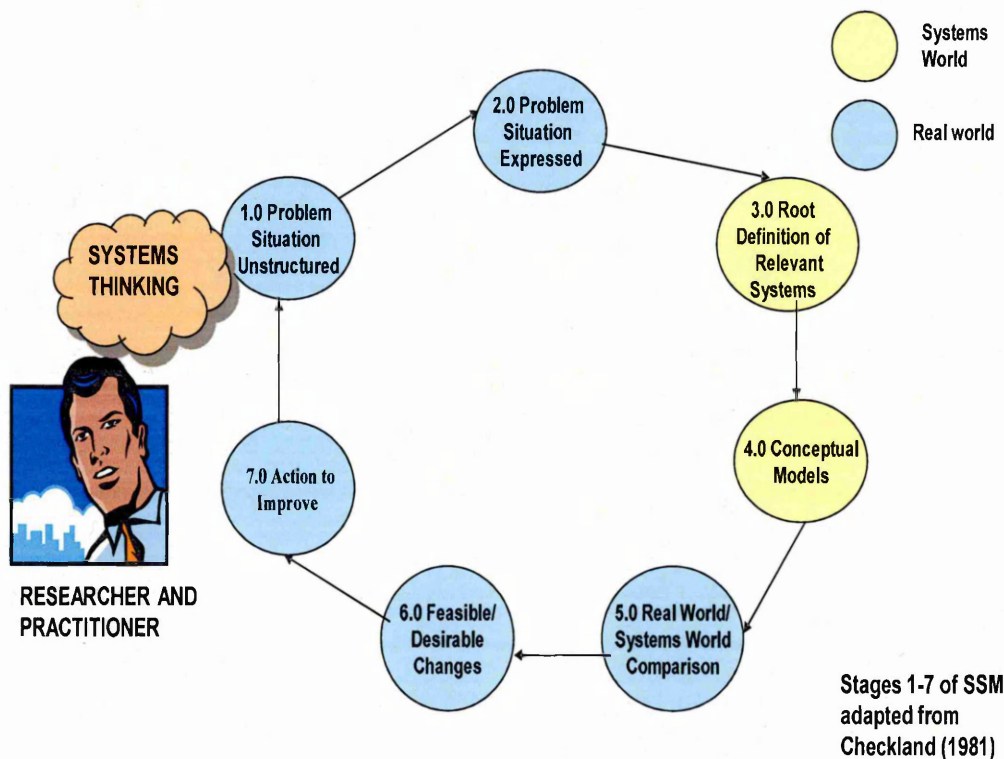 Systems
World
Real world
2.0 Problem
Situation
Expressed
1.0 Problem
Situation
Unstructured
3.0 Root
Definition of
Relevant
Systems
SYSTEMS
THINKING
4.0 Conceptual
Models
7.0 Action to
Improve
RESEARCHER AND
PRACTITIONER
6.0 Feasible/
Desirable
Changes
5.0 Real World/
Systems World
Comparison
Stages 1-7 of SSM
adapted from
Checkland (1981)